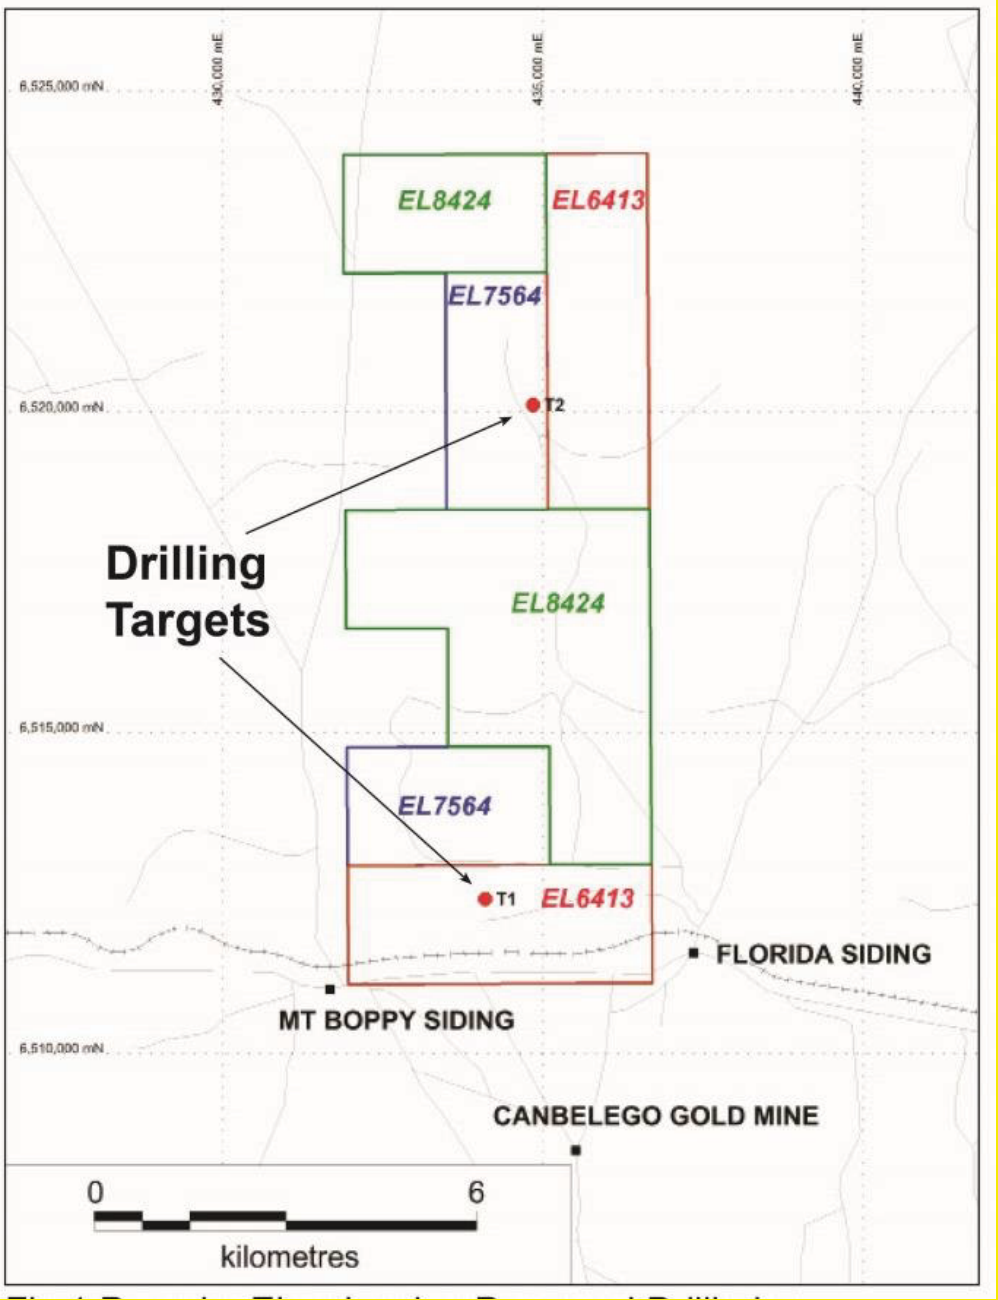 430,000 mE
435,000 mE
440,000 mE
6,525,000 mN
EL8424
EL6413
EL7564
6,520,000 mN
T2
Drilling
Targets
EL8424
6,515,000 mN
EL7564
T1
EL6413
FLORIDA SIDING
MT BOPPY SIDING
6,510,000 mN
CANBELEGO GOLD MINE
0
6
kilometres